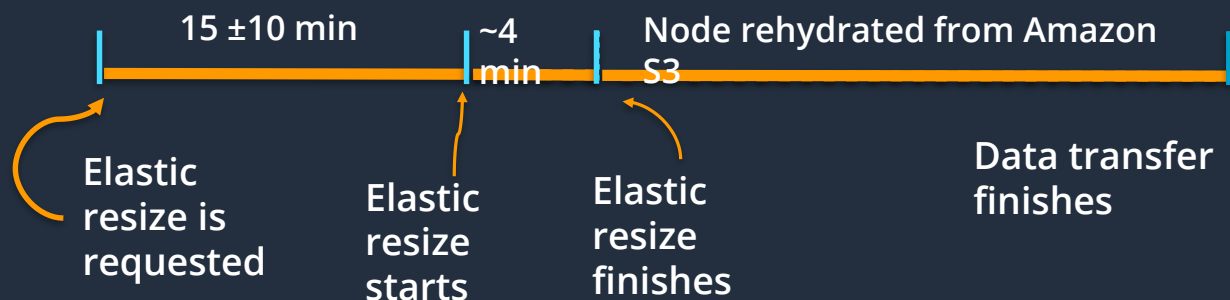 15 ±10 min
~4
min
Node rehydrated from Amazon
S3
Elastic
resize is
requested
Elastic
resize
starts
Elastic
resize
finishes
Data transfer
finishes